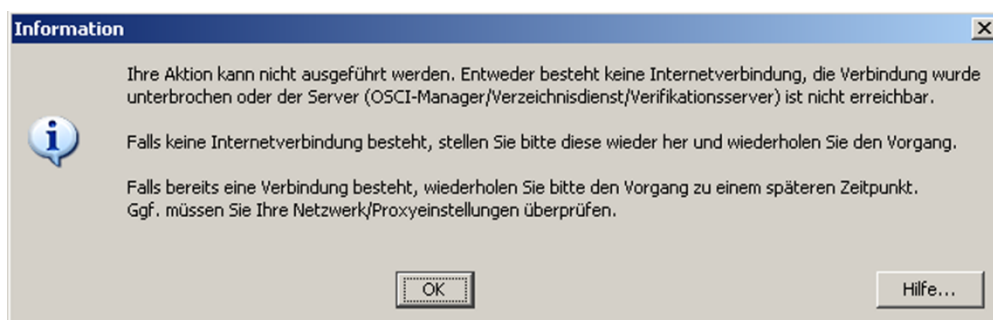 Information
Ihre Aktion kann nicht ausgeführt werden. Entweder besteht keine Internetverbindung, die Verbindung wurde
unterbrochen oder der Server (OSCI-Manager/Verzeichnisdienst/Verifikationsserver) ist nicht erreichbar.
Falls keine Internetverbindung besteht, stellen Sie bitte diese wieder her und wiederholen Sie den Vorgang.
Falls bereits eine Verbindung besteht, wiederholen Sie bitte den Vorgang zu einem späteren Zeitpunkt.
Ggf. müssen Sie Ihre Netzwerk/Proxyeinstellungen überprüfen.
OK
Hilfe...